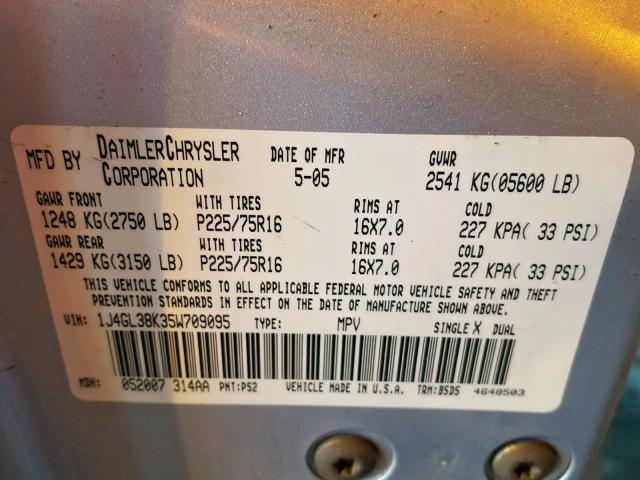 MFD BY DAIMLERCHRYSLER CORPORATION DATE OF MFR 5-05 GVWR 2541 KG(05600 LB)
GAWR FRONT WITH TIRES RIMS AT COLD
1248 KG(2750 LB) P225/75R16 16X7.0 227 KPA( 33 PSI)
GAWR REAR WITH TIRES RIMS AT COLD
1429 KG(3150 LB) P225/75R16 16X7.0 227 KPA( 33 PSI)
THIS VEHICLE CONFORMS TO ALL APPLICABLE FEDERAL MOTOR VEHICLE SAFETY AND THEFT
PREVENTION STANDARDS IN EFFECT ON THE DATE OF MANUFACTURE SHOWN ABOVE.
VIN: 1J4GL38K35W709095 TYPE: MPV SINGLE X DUAL
MDH: 052007 314AA PNT:PS2 VEHICLE MADE IN U.S.A. TRM:BSD5 4648503